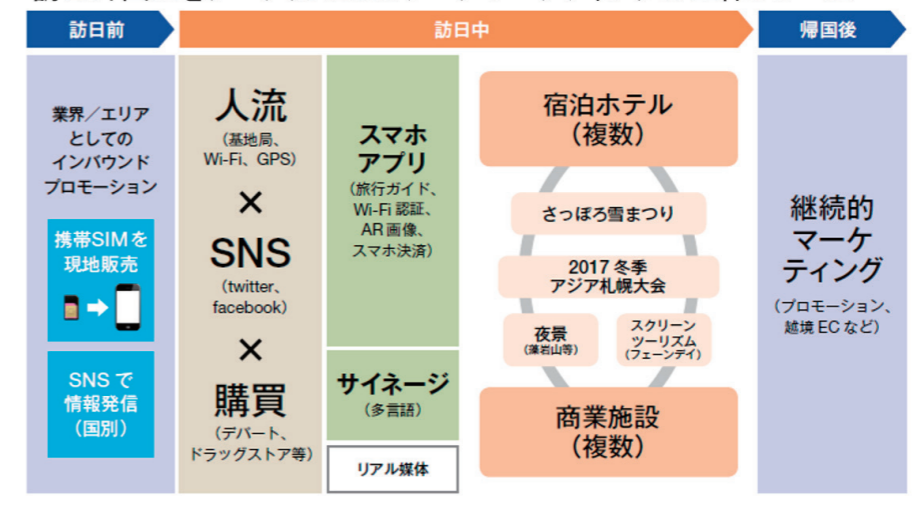 訪日前
訪日中
帰国後
業界／エリア
としての
インバウンド
プロモーション
携帯SIMを
現地販売
SNSで
情報発信
（国別）
人流
（基地局、
Wi-Fi、GPS）
×
SNS
（twitter、
facebook）
×
購買
（デパート、
ドラッグストア等）
スマホ
アプリ
（旅行ガイド、
Wi-Fi認証、
AR画像、
スマホ決済）
サイネージ
（多言語）
リアル媒体
宿泊ホテル
（複数）
さっぽろ雪まつり
2017 冬季
アジア札幌大会
夜景
（藻岩山等）
スクリーン
ツーリズム
（フェーンデイ）
商業施設
（複数）
継続的
マーケ
ティング
（プロモーション、
越境ECなど）